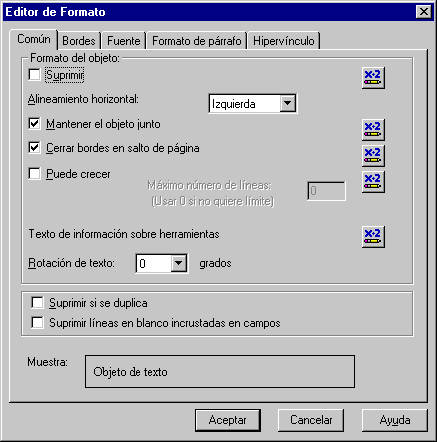 Editor de Formato
Común Bordes Fuente Formato de párrafo Hipervínculo
Formato del objeto:
Suprimir
X·2
Alineamiento horizontal: Izquierda
Mantener el objeto junto
X·2
Cerrar bordes en salto de página
X·2
Puede crecer
X·2
Máximo número de líneas: 0
(Usar 0 si no quiere límite)
Texto de información sobre herramientas
X·2
Rotación de texto: 0 grados
Suprimir si se duplica
Suprimir líneas en blanco incrustadas en campos
Muestra: Objeto de texto
Aceptar Cancelar Ayuda